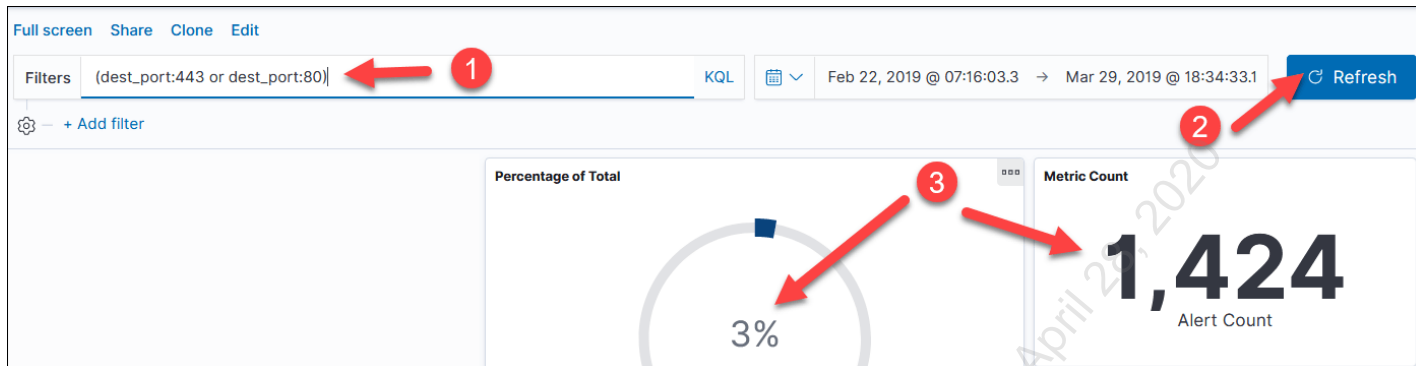 Full screen Share Clone Edit
Filters (dest_port:443 or dest_port:80) KQL Feb 22, 2019 @ 07:16:03.3 → Mar 29, 2019 @ 18:34:33.1 Refresh
1
2
+ Add filter
Percentage of Total
Metric Count
3
3%
1,424
Alert Count
April 28, 2020